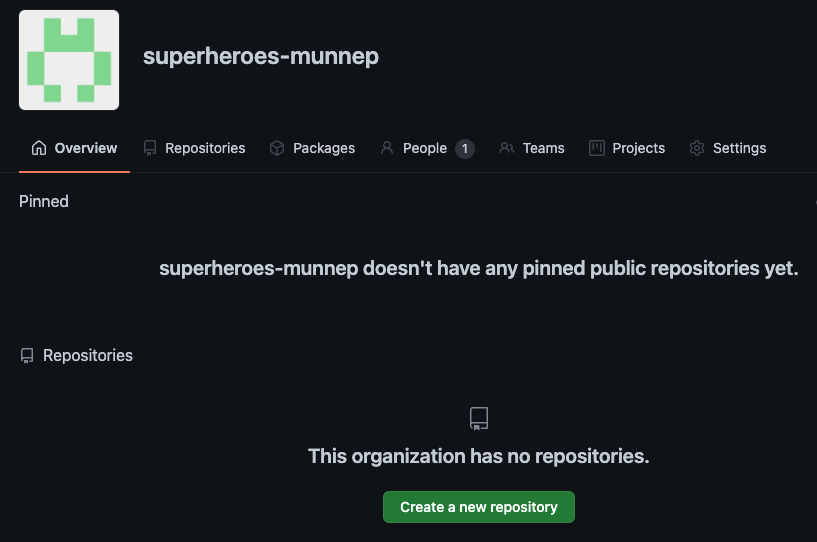 superheroes-munnep
Overview Repositories Packages People 1 Teams Projects Settings
Pinned
superheroes-munnep doesn't have any pinned public repositories yet.
Repositories
This organization has no repositories.
Create a new repository